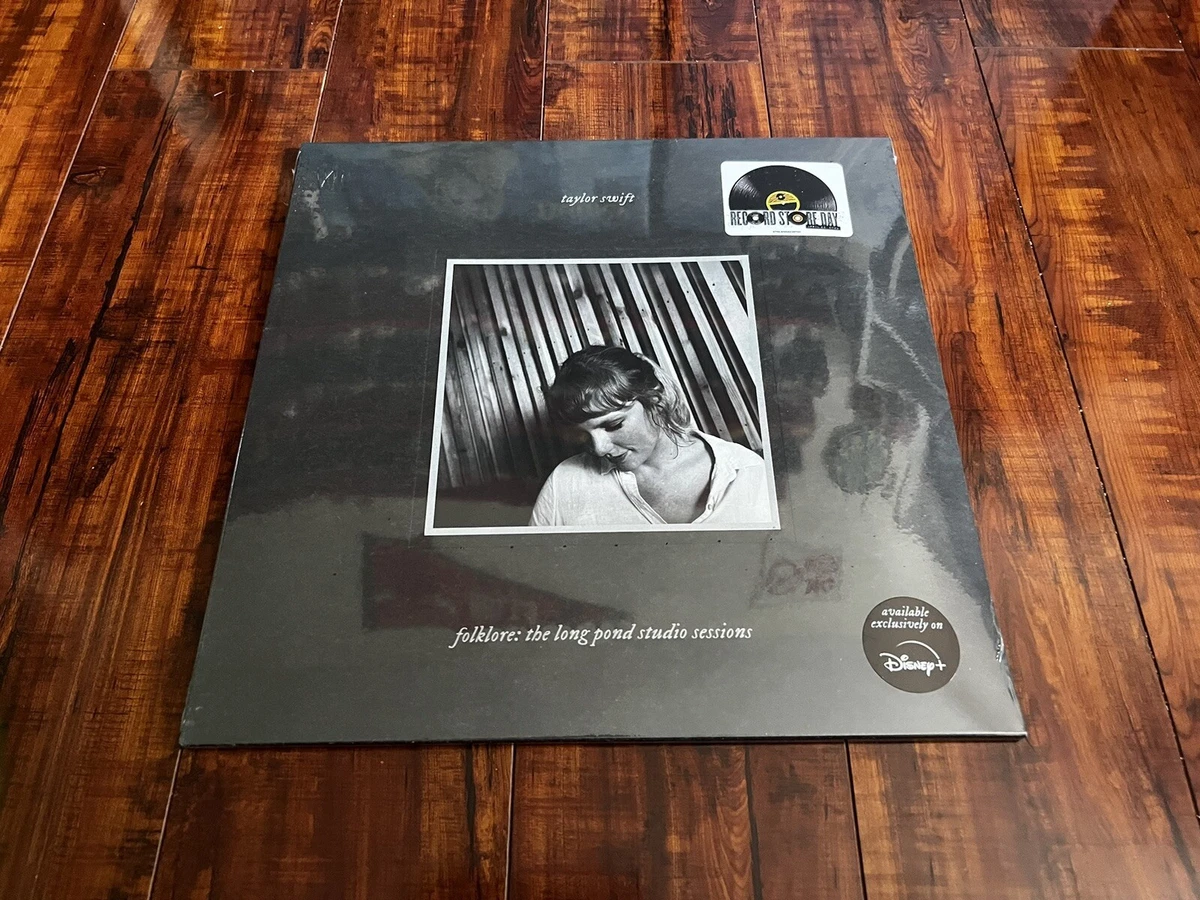 taylor swift
RECORD STORE DAY
folklore: the long pond studio sessions
available
exclusively on
Disney+